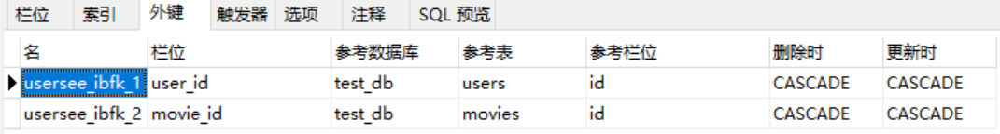 栏位 索引 外键 触发器 选项 注释 SQL 预览
名 栏位 参考数据库 参考表 参考栏位 删除时 更新时
usersee_ibfk_1 user_id test_db users id CASCADE CASCADE
usersee_ibfk_2 movie_id test_db movies id CASCADE CASCADE